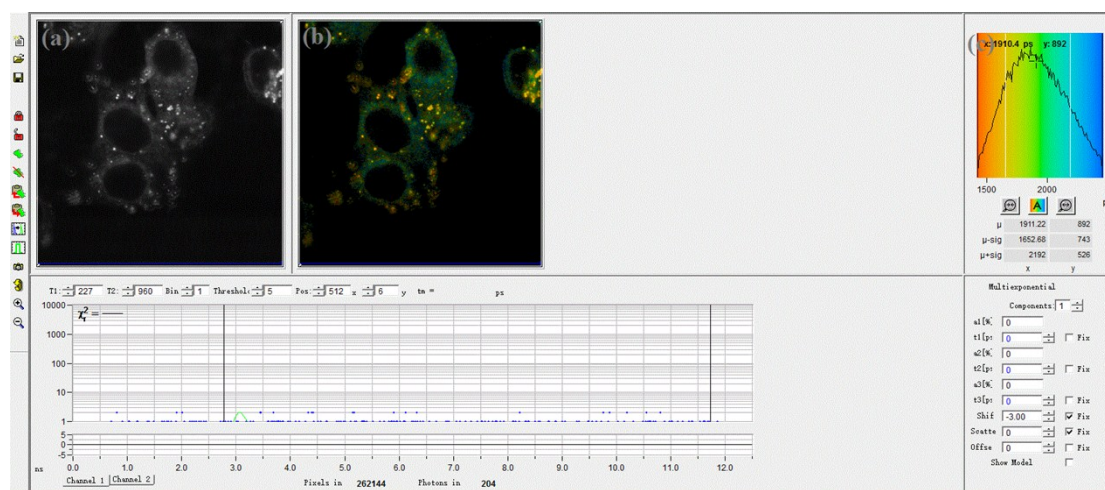 (a)
(b)
(c)
x:1910.4 ps y: 892
1500 2000
A
μ 1911.22 892
μ-sig 1652.68 743
μ+sig 2192 526
x y
T1: 227 T2: 960 Bin 1 Threshol: 5 Pos: 512 x 6 y tm = ps
χr2 =
10000
1000
100
10
1
5
0
-5
ns 0.0 1.0 2.0 3.0 4.0 5.0 6.0 7.0 8.0 9.0 10.0 11.0 12.0
Channel 1 Channel 2
Pixels in 262144 Photons in 204
Multiexponential
Components: 1
a1[%] 0
t1[p: 0 Fix
a2[%] 0
t2[p: 0 Fix
a3[%] 0
t3[p: 0 Fix
Shif -3.00 Fix
Scatte 0 Fix
Offse 0 Fix
Show Model